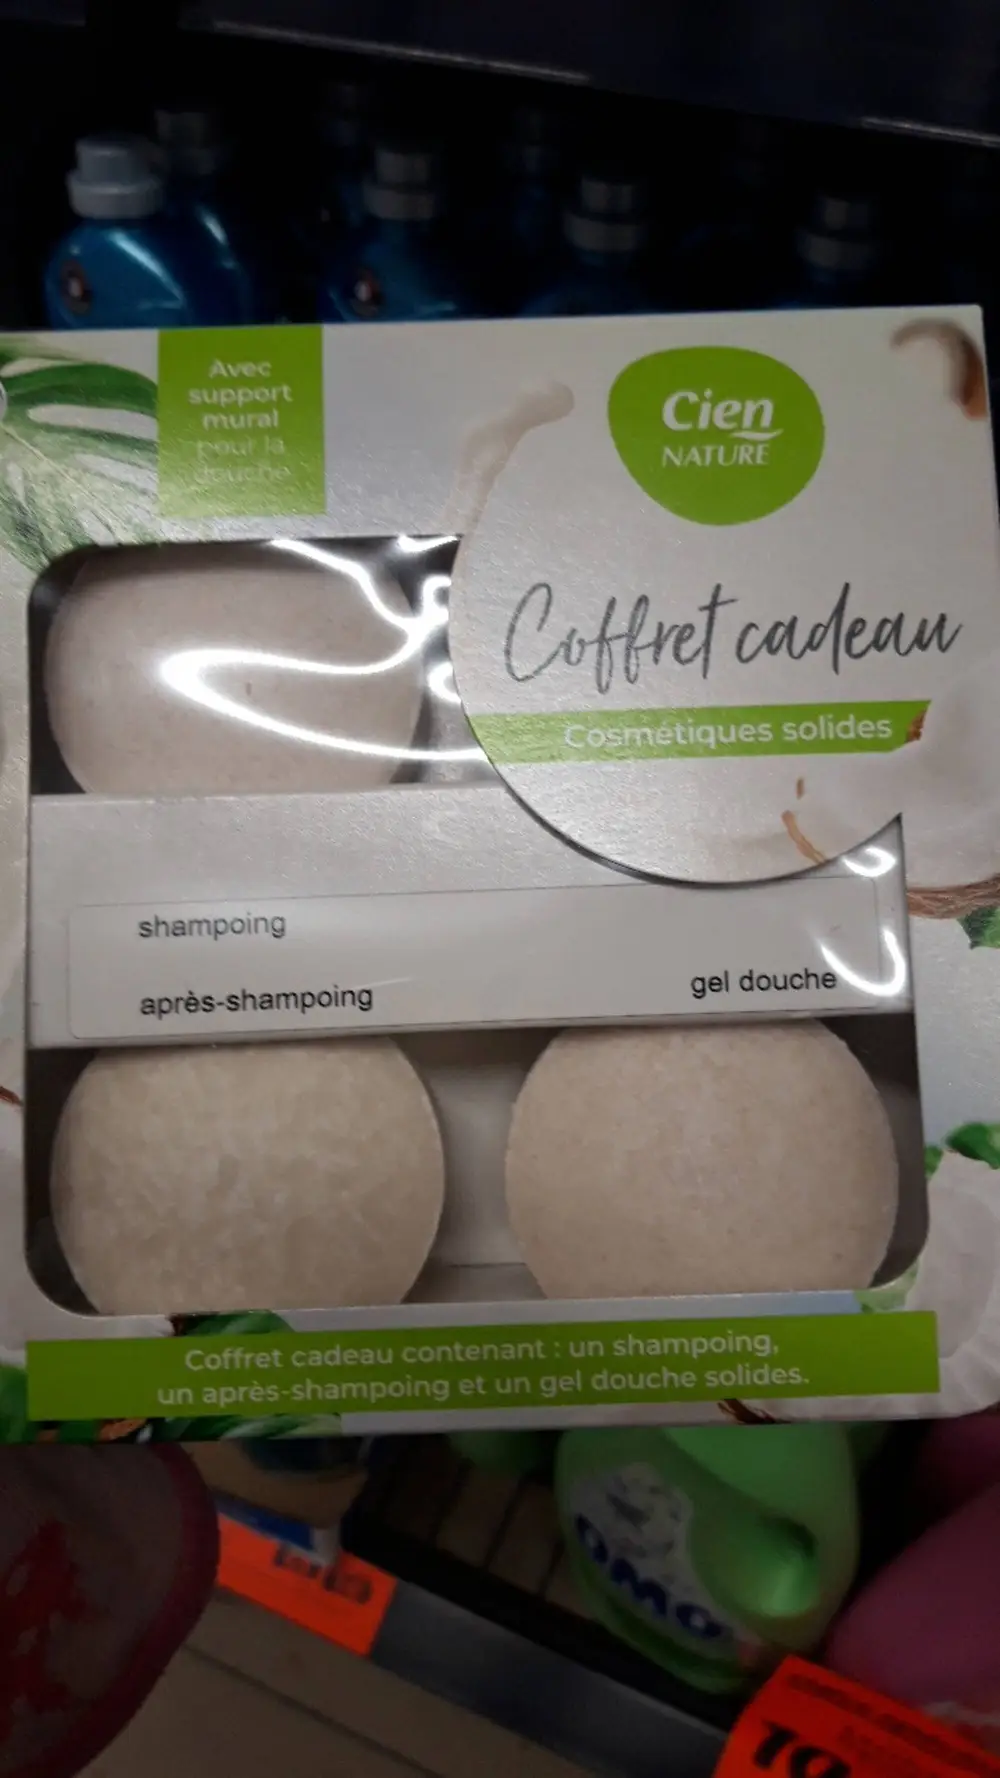 Avec
support
mural
pour la
douche
Cien
NATURE
Coffret cadeau
Cosmétiques solides
shampoing
après-shampoing
gel douche
Coffret cadeau contenant : un shampoing,
un après-shampoing et un gel douche solides.
OMO